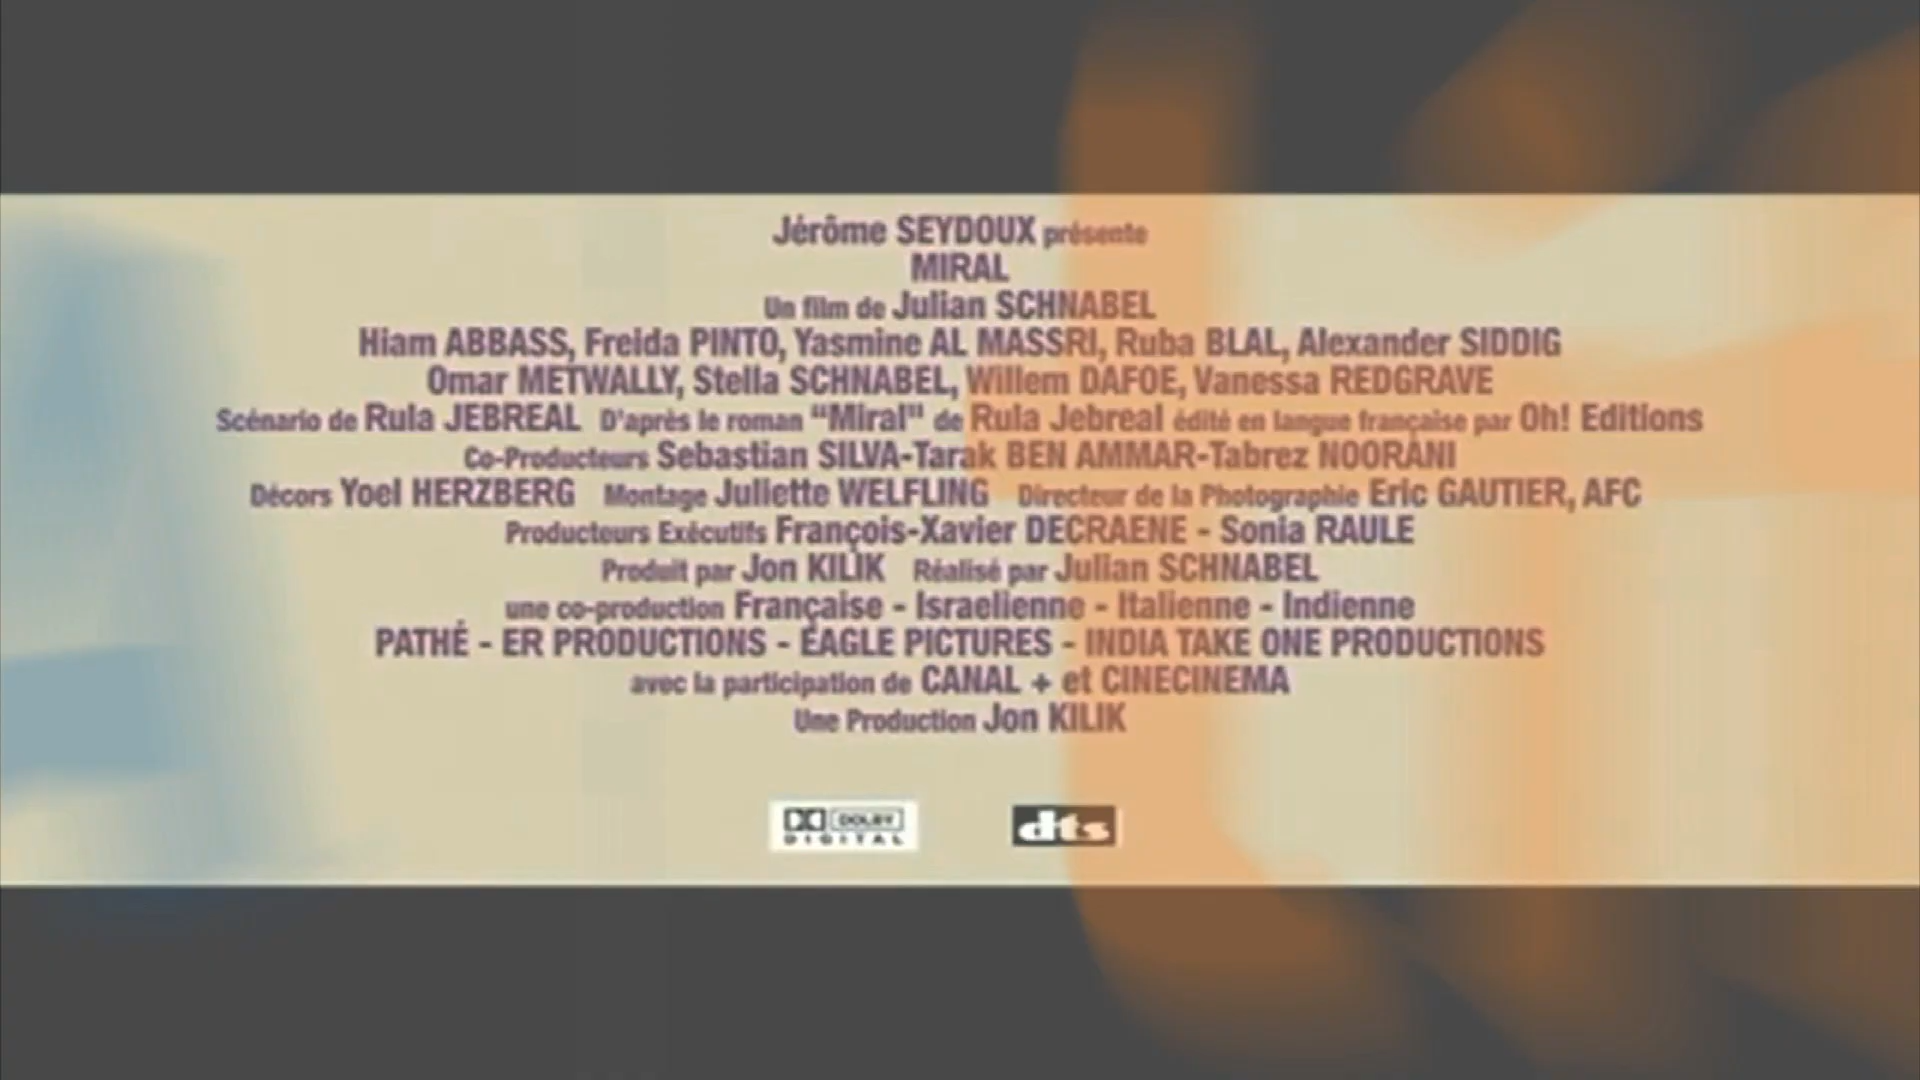 Jérôme SEYDOUX présente
MIRAL
Un film de Julian SCHNABEL
Hiam ABBASS, Freida PINTO, Yasmine AL MASSRI, Ruba BLAL, Alexander SIDDIG
Omar METWALLY, Stella SCHNABEL, Willem DAFOE, Vanessa REDGRAVE
Scénario de Rula JEBREAL D'après le roman "Miral" de Rula Jebreal édité en langue française par Oh! Editions
Co-Producteurs Sebastian SILVA-Tarak BEN AMMAR-Tabrez NOORANI
Décors Yoel HERZBERG Montage Juliette WELFLING Directeur de la Photographie Eric GAUTIER, AFC
Producteurs Exécutifs François-Xavier DECRAENE - Sonia RAULE
Produit par Jon KILIK Réalisé par Julian SCHNABEL
une co-production Française - Israelienne - Italienne - Indienne
PATHÉ - ER PRODUCTIONS - EAGLE PICTURES - INDIA TAKE ONE PRODUCTIONS
avec la participation de CANAL + et CINECINEMA
Une Production Jon KILIK
DOLBY DIGITAL dts